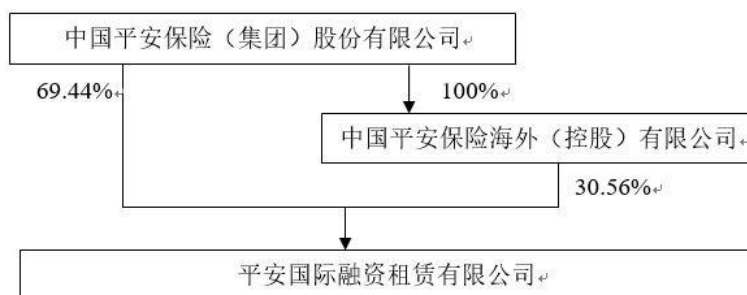 中国平安保险（集团）股份有限公司
69.44%
100%
中国平安保险海外（控股）有限公司
30.56%
平安国际融资租赁有限公司